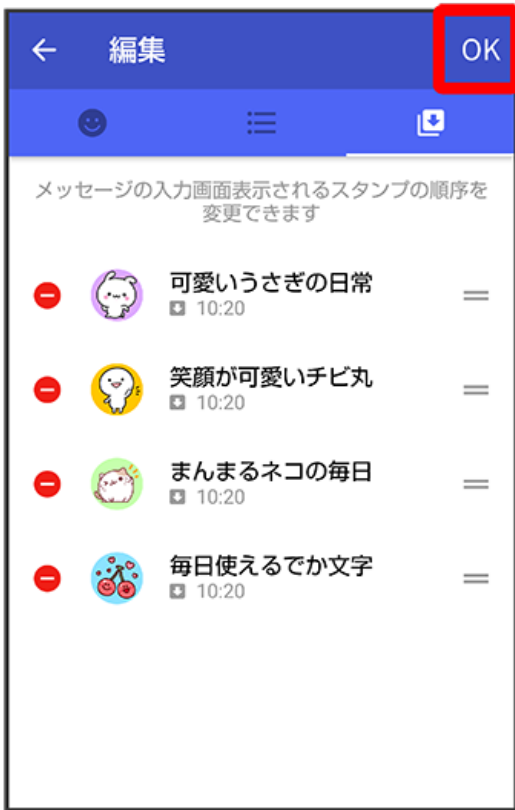 編集
OK
メッセージの入力画面表示されるスタンプの順序を
変更できます
可愛いうさぎの日常
10:20
笑顔が可愛いチビ丸
10:20
まんまるネコの毎日
10:20
毎日使えるでか文字
10:20